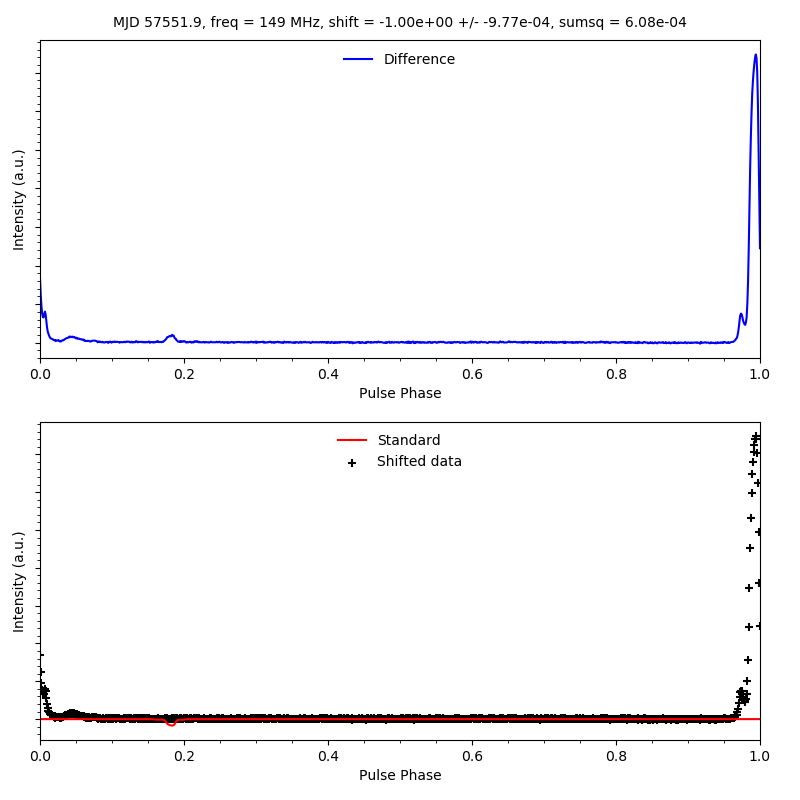 MJD 57551.9, freq = 149 MHz, shift = -1.00e+00 +/- -9.77e-04, sumsq = 6.08e-04
Difference
Intensity (a.u.)
0.0 0.2 0.4 0.6 0.8 1.0
Pulse Phase
Standard
Shifted data
Intensity (a.u.)
0.0 0.2 0.4 0.6 0.8 1.0
Pulse Phase